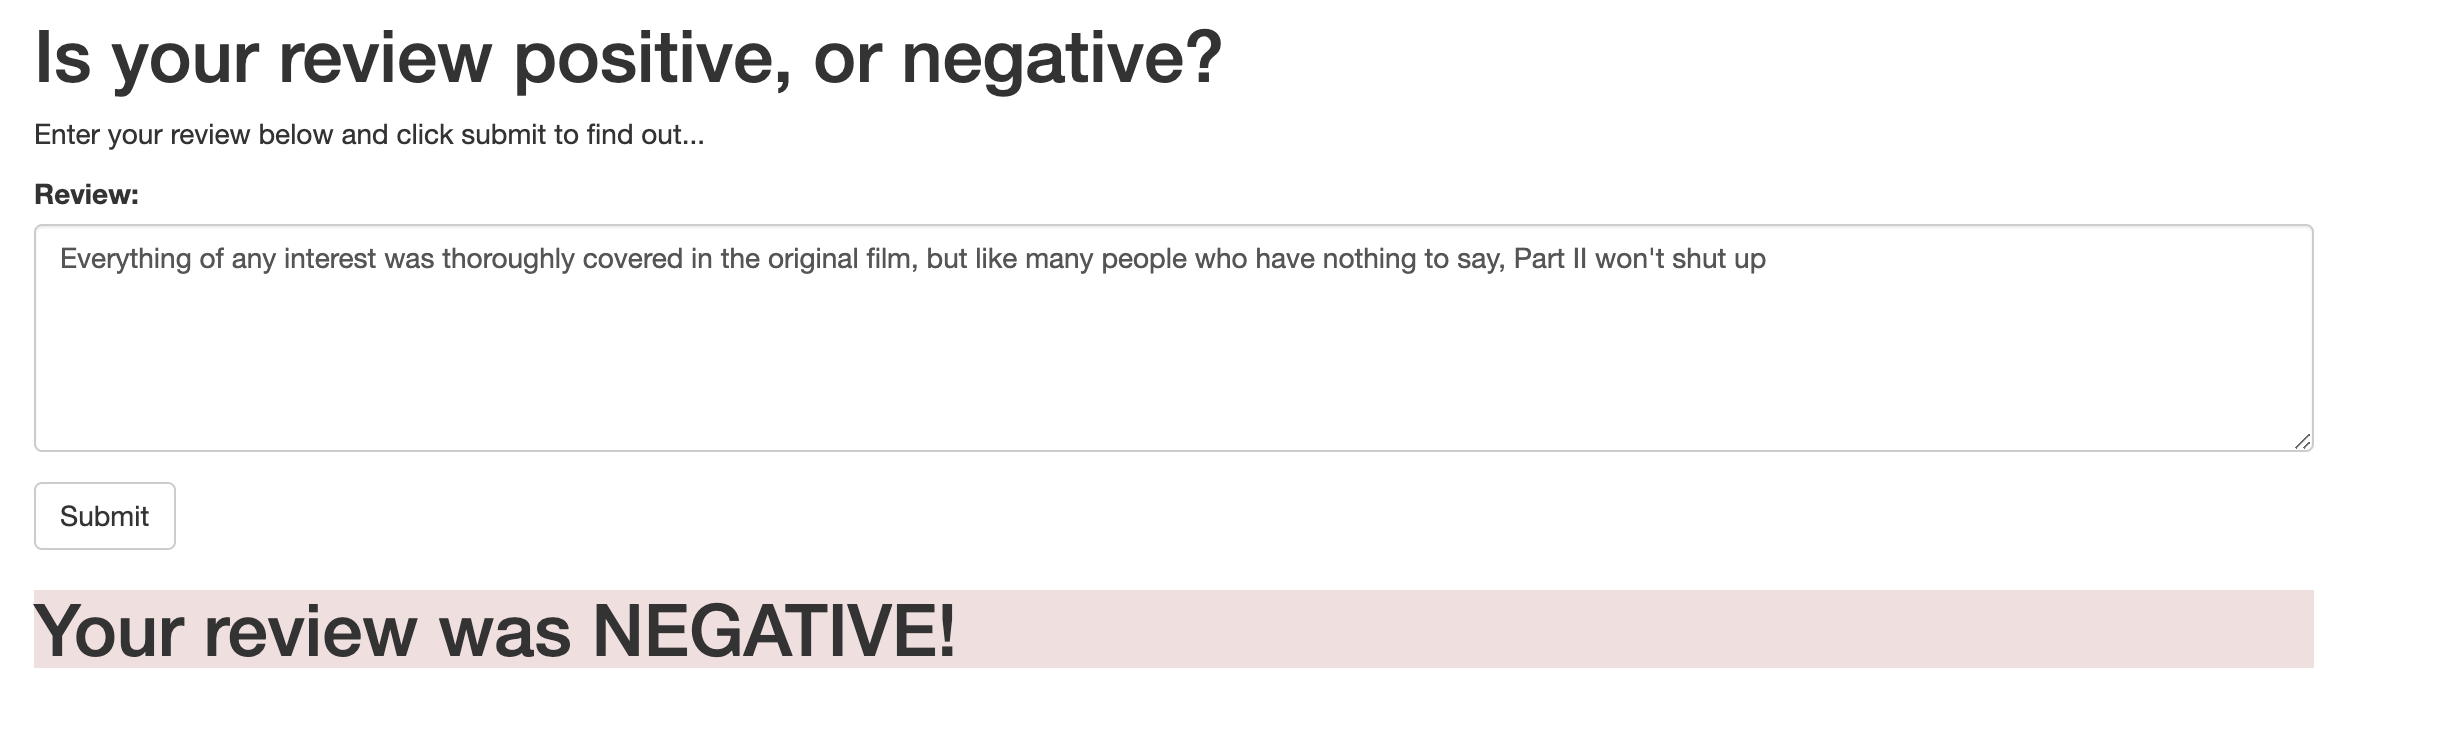 Is your review positive, or negative?
Enter your review below and click submit to find out...
Review:
Everything of any interest was thoroughly covered in the original film, but like many people who have nothing to say, Part II won't shut up
Submit
Your review was NEGATIVE!